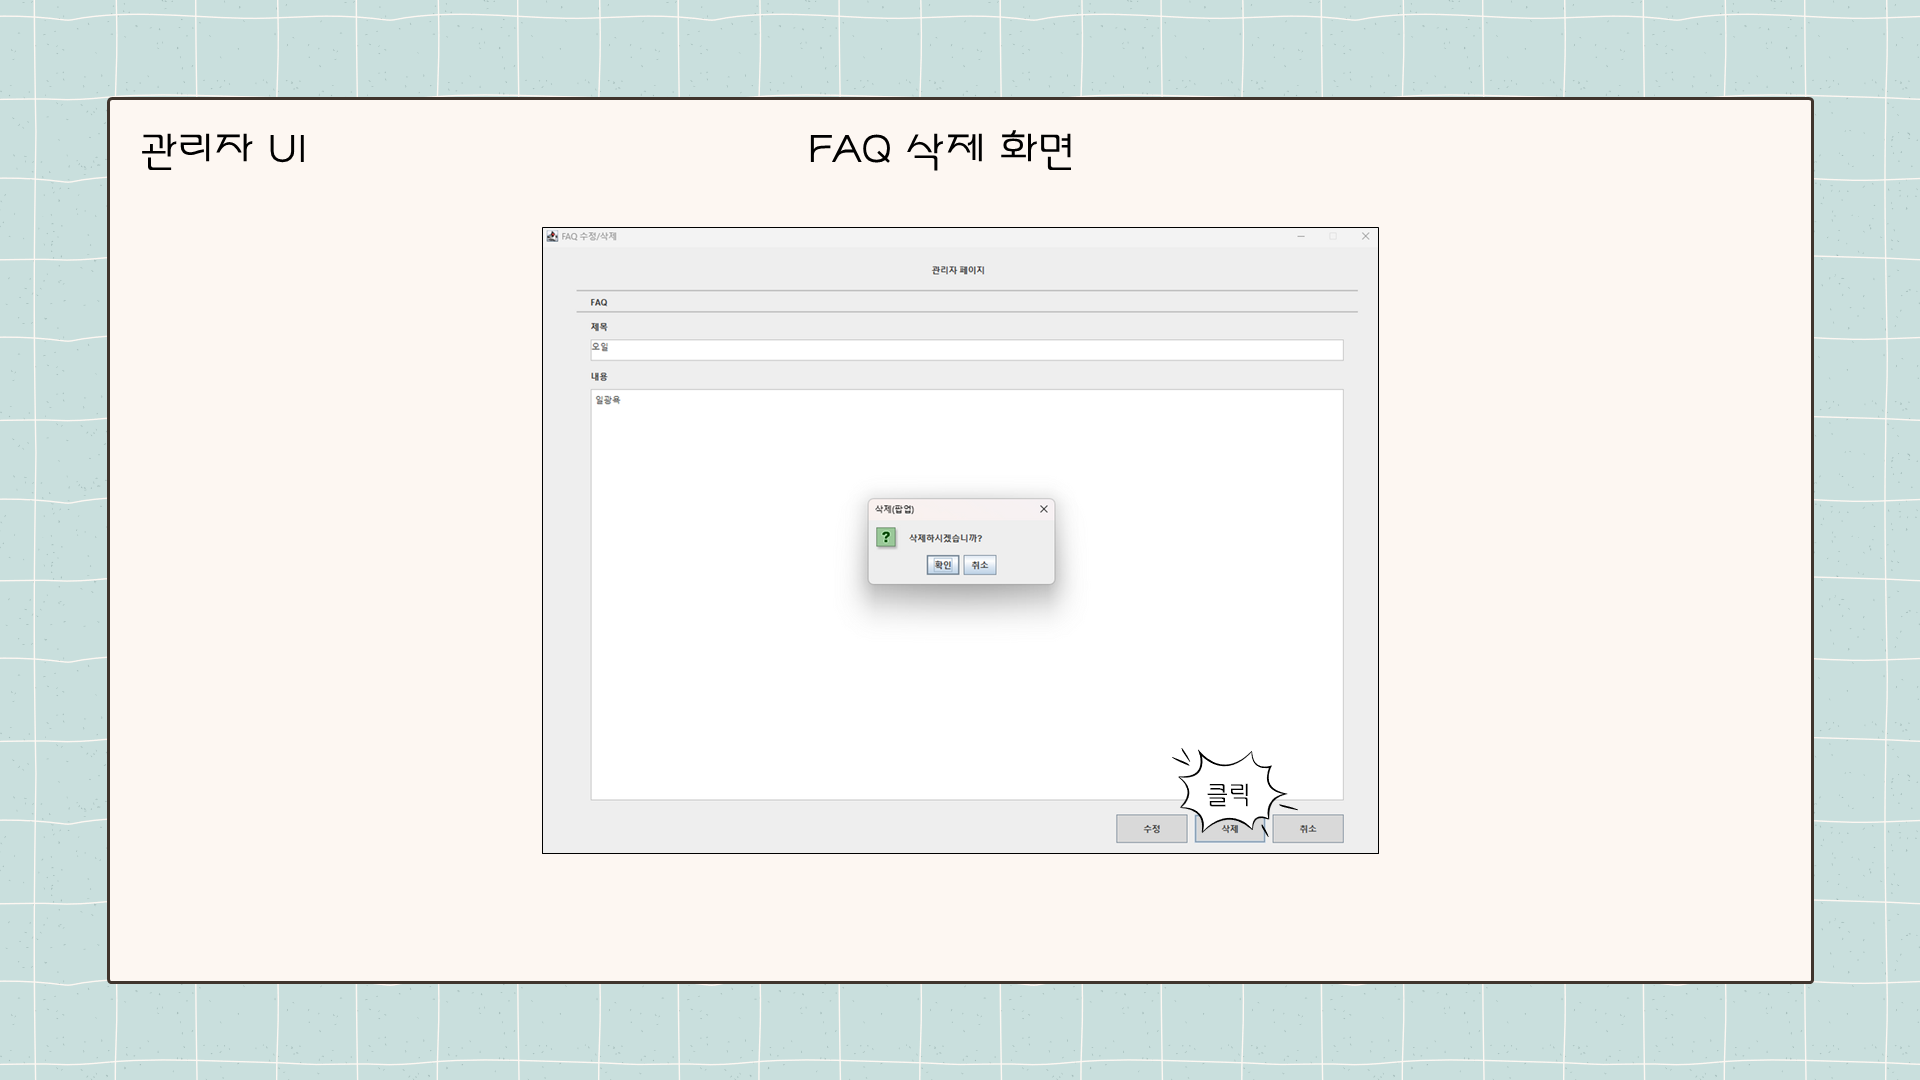 관리자 UI
FAQ 삭제 화면
FAQ 수정/삭제
관리자 페이지
FAQ
제목
오일
내용
일광욕
삭제(팝업)
?
삭제하시겠습니까?
확인 취소
클릭
수정 삭제 취소